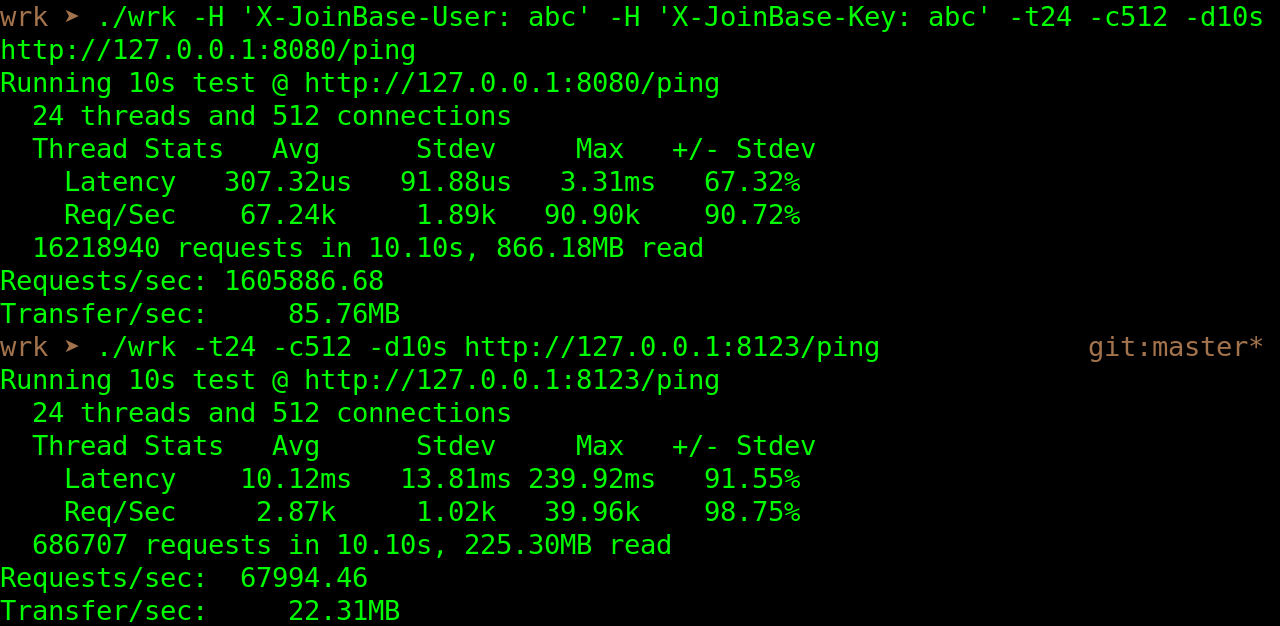 wrk ➤ ./wrk -H 'X-JoinBase-User: abc' -H 'X-JoinBase-Key: abc' -t24 -c512 -d10s
http://127.0.0.1:8080/ping
Running 10s test @ http://127.0.0.1:8080/ping
  24 threads and 512 connections
  Thread Stats   Avg      Stdev     Max   +/- Stdev
    Latency   307.32us   91.88us   3.31ms   67.32%
    Req/Sec    67.24k     1.89k   90.90k    90.72%
  16218940 requests in 10.10s, 866.18MB read
Requests/sec: 1605886.68
Transfer/sec:     85.76MB
wrk ➤ ./wrk -t24 -c512 -d10s http://127.0.0.1:8123/ping             git:master*
Running 10s test @ http://127.0.0.1:8123/ping
  24 threads and 512 connections
  Thread Stats   Avg      Stdev     Max   +/- Stdev
    Latency    10.12ms   13.81ms 239.92ms   91.55%
    Req/Sec     2.87k     1.02k   39.96k    98.75%
  686707 requests in 10.10s, 225.30MB read
Requests/sec:  67994.46
Transfer/sec:     22.31MB